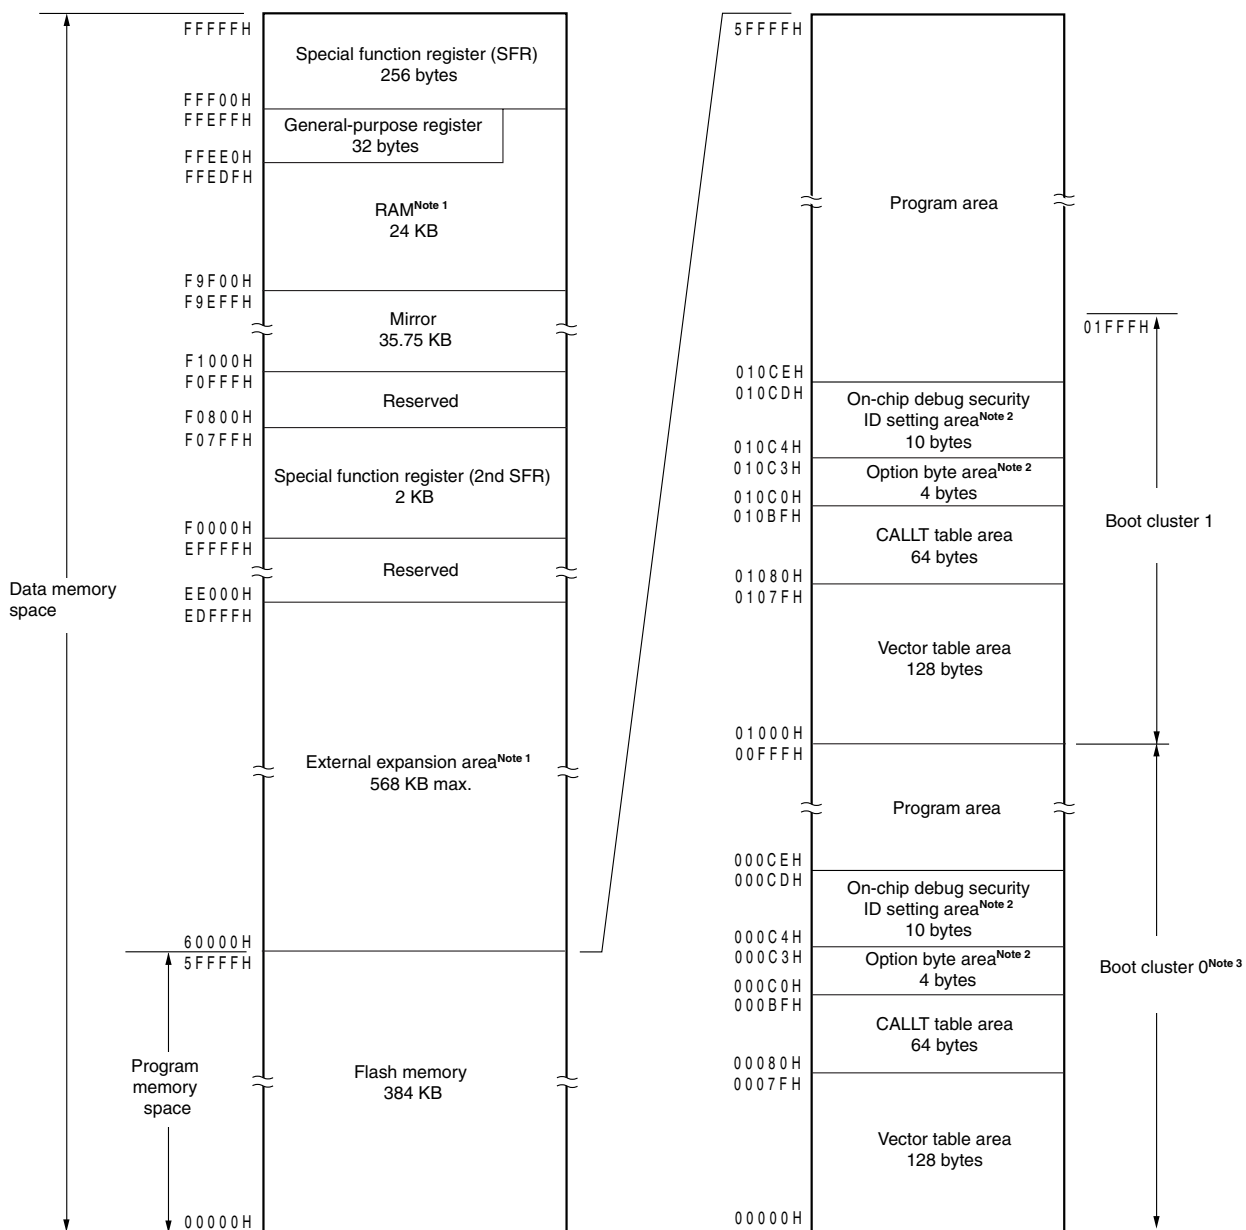 FFFFFH
Special function register (SFR)
256 bytes
FFF00H
FFEFFH
General-purpose register
32 bytes
FFEE0H
FFEDFH
RAMNote 1
24 KB
F9F00H
F9EFFH
Mirror
35.75 KB
F1000H
F0FFFH
Reserved
F0800H
F07FFH
Special function register (2nd SFR)
2 KB
F0000H
EFFFFH
Reserved
EE000H
EDFFFH
Data memory
space
External expansion areaNote 1
568 KB max.
60000H
5FFFFH
Program
memory
space
Flash memory
384 KB
00000H
5FFFFH
Program area
01FFFH
010CEH
010CDH
On-chip debug security
ID setting areaNote 2
10 bytes
010C4H
010C3H
Option byte areaNote 2
4 bytes
010C0H
010BFH
CALLT table area
64 bytes
Boot cluster 1
01080H
0107FH
Vector table area
128 bytes
01000H
00FFFH
Program area
000CEH
000CDH
On-chip debug security
ID setting areaNote 2
10 bytes
000C4H
000C3H
Option byte areaNote 2
4 bytes
Boot cluster 0Note 3
000C0H
000BFH
CALLT table area
64 bytes
00080H
0007FH
Vector table area
128 bytes
00000H